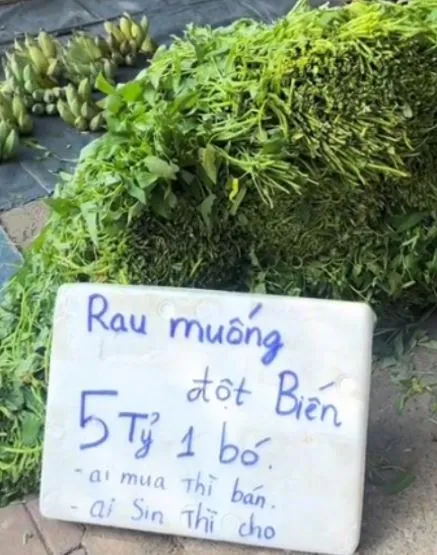 Rau muống
đột Biến
5 Tỷ 1 bó.
- ai mua thì bán.
- ai Sin Thì cho